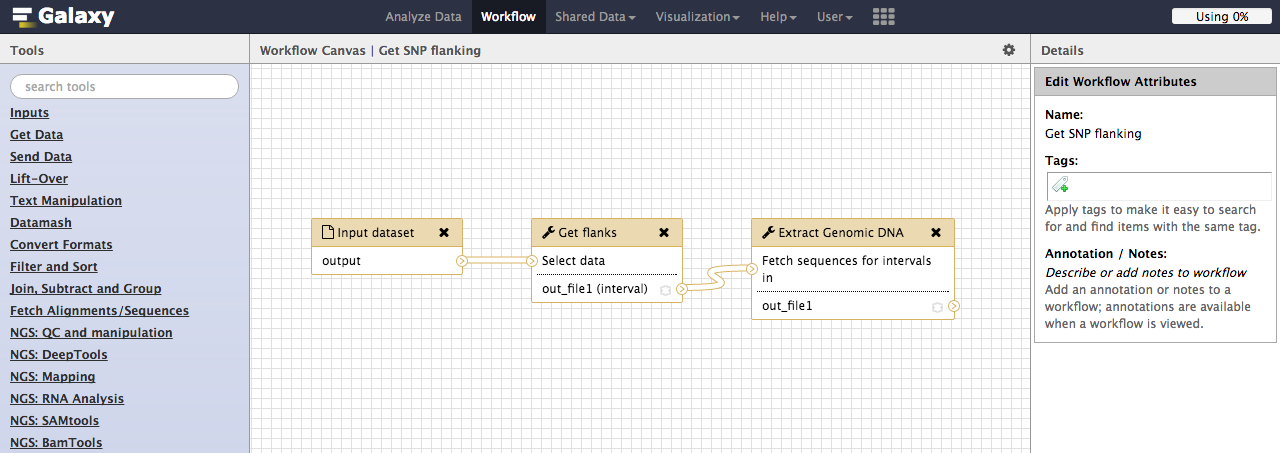 Galaxy
Analyze Data Workflow Shared Data Visualization Help User
Using 0%
Tools
search tools
Inputs
Get Data
Send Data
Lift-Over
Text Manipulation
Datamash
Convert Formats
Filter and Sort
Join, Subtract and Group
Fetch Alignments/Sequences
NGS: QC and manipulation
NGS: DeepTools
NGS: Mapping
NGS: RNA Analysis
NGS: SAMtools
NGS: BamTools
Workflow Canvas | Get SNP flanking
Input dataset
output
Get flanks
Select data
out_file1 (interval)
Extract Genomic DNA
Fetch sequences for intervals
in
out_file1
Details
Edit Workflow Attributes
Name:
Get SNP flanking
Tags:
Apply tags to make it easy to search
for and find items with the same tag.
Annotation / Notes:
Describe or add notes to workflow
Add an annotation or notes to a
workflow; annotations are available
when a workflow is viewed.